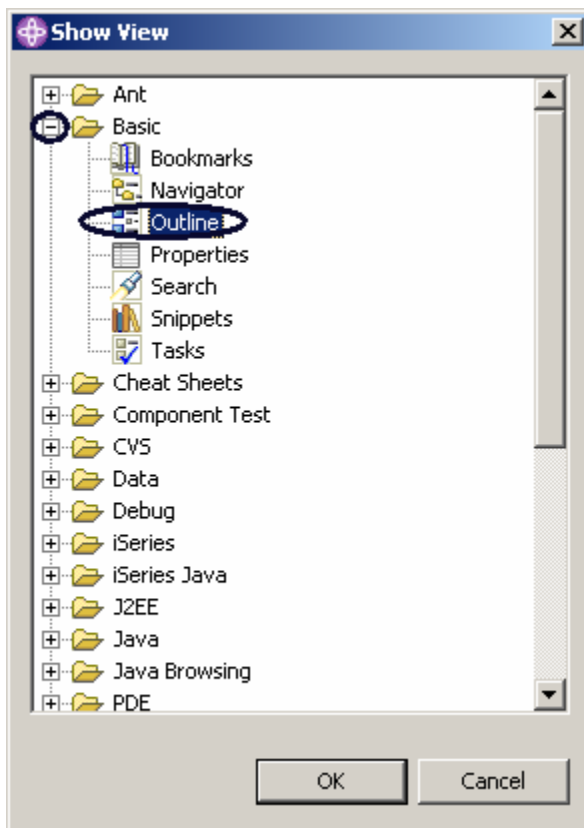 Show View
Ant
Basic
Bookmarks
Navigator
Outline
Properties
Search
Snippets
Tasks
Cheat Sheets
Component Test
CVS
Data
Debug
iSeries
iSeries Java
J2EE
Java
Java Browsing
PDE
OK Cancel